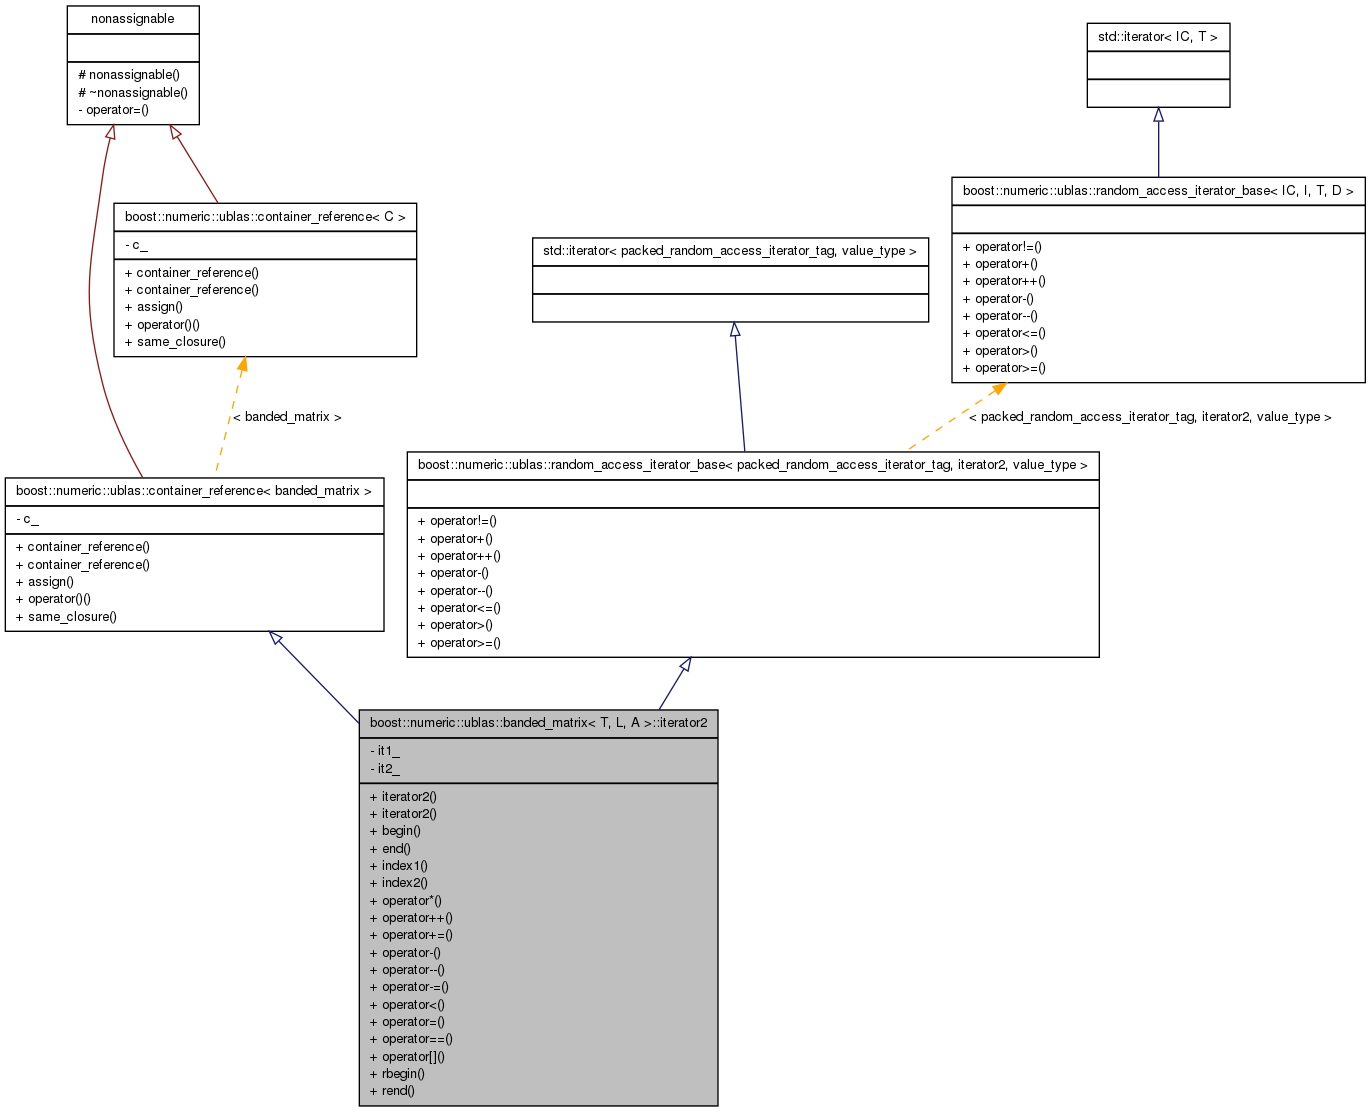 nonassignable
# nonassignable()
# ~nonassignable()
- operator=()
std::iterator< IC, T >
boost::numeric::ublas::container_reference< C >
- c_
+ container_reference()
+ container_reference()
+ assign()
+ operator()()
+ same_closure()
std::iterator< packed_random_access_iterator_tag, value_type >
boost::numeric::ublas::random_access_iterator_base< IC, I, T, D >
+ operator!=()
+ operator+()
+ operator++()
+ operator-()
+ operator--()
+ operator<=()
+ operator>()
+ operator>=()
< banded_matrix >
< packed_random_access_iterator_tag, iterator2, value_type >
boost::numeric::ublas::container_reference< banded_matrix >
- c_
+ container_reference()
+ container_reference()
+ assign()
+ operator()()
+ same_closure()
boost::numeric::ublas::random_access_iterator_base< packed_random_access_iterator_tag, iterator2, value_type >
+ operator!=()
+ operator+()
+ operator++()
+ operator-()
+ operator--()
+ operator<=()
+ operator>()
+ operator>=()
boost::numeric::ublas::banded_matrix< T, L, A >::iterator2
- it1_
- it2_
+ iterator2()
+ iterator2()
+ begin()
+ end()
+ index1()
+ index2()
+ operator*()
+ operator++()
+ operator+=()
+ operator-()
+ operator--()
+ operator-=()
+ operator<()
+ operator=()
+ operator==()
+ operator[]()
+ rbegin()
+ rend()